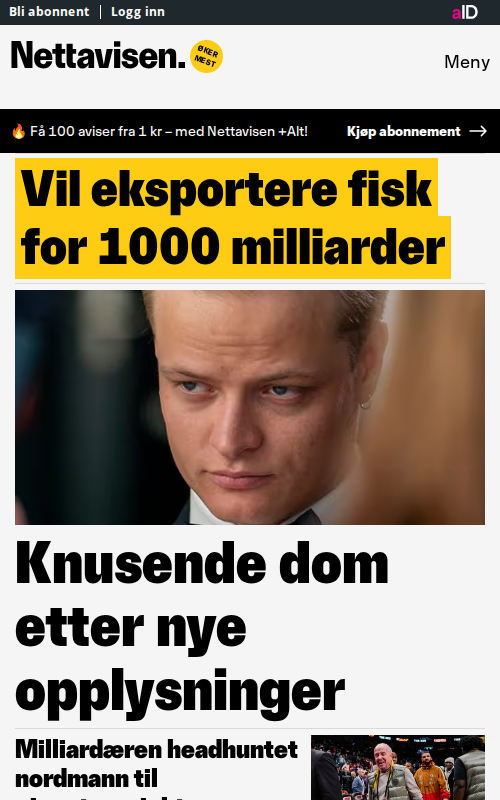 Bli abonnent | Logg inn
aID
Nettavisen.
ØKER
MEST
Meny
Få 100 aviser fra 1 kr – med Nettavisen +Alt!
Kjøp abonnement
Vil eksportere fisk
for 1000 milliarder
Knusende dom
etter nye
opplysninger
Milliardæren headhuntet
nordmann til